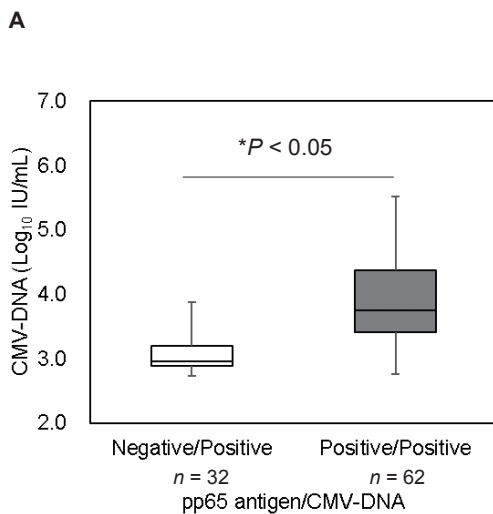 A
*P < 0.05
CMV-DNA (Log10 IU/mL)
7.0
6.0
5.0
4.0
3.0
2.0
Negative/Positive Positive/Positive
n = 32 n = 62
pp65 antigen/CMV-DNA